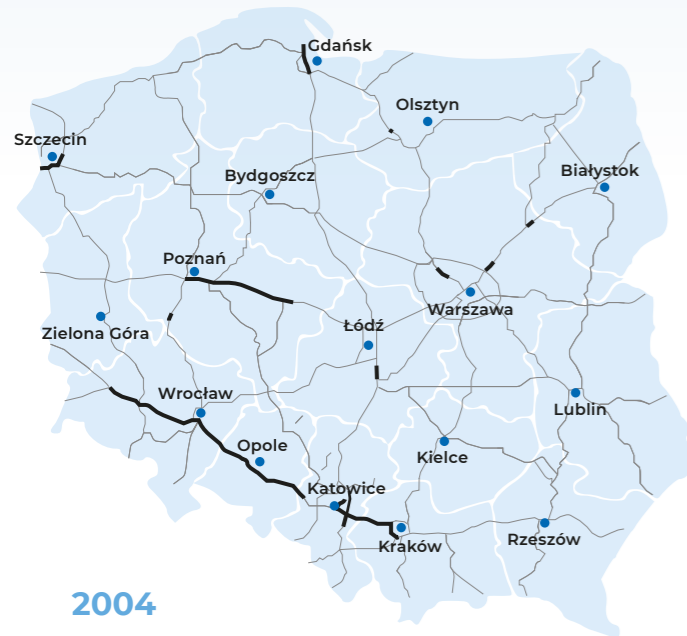 Gdańsk
Olsztyn
Szczecin
Białystok
Bydgoszcz
Poznań
Warszawa
Łódź
Zielona Góra
Wrocław
Lublin
Opole
Kielce
Katowice
Rzeszów
Kraków
2004